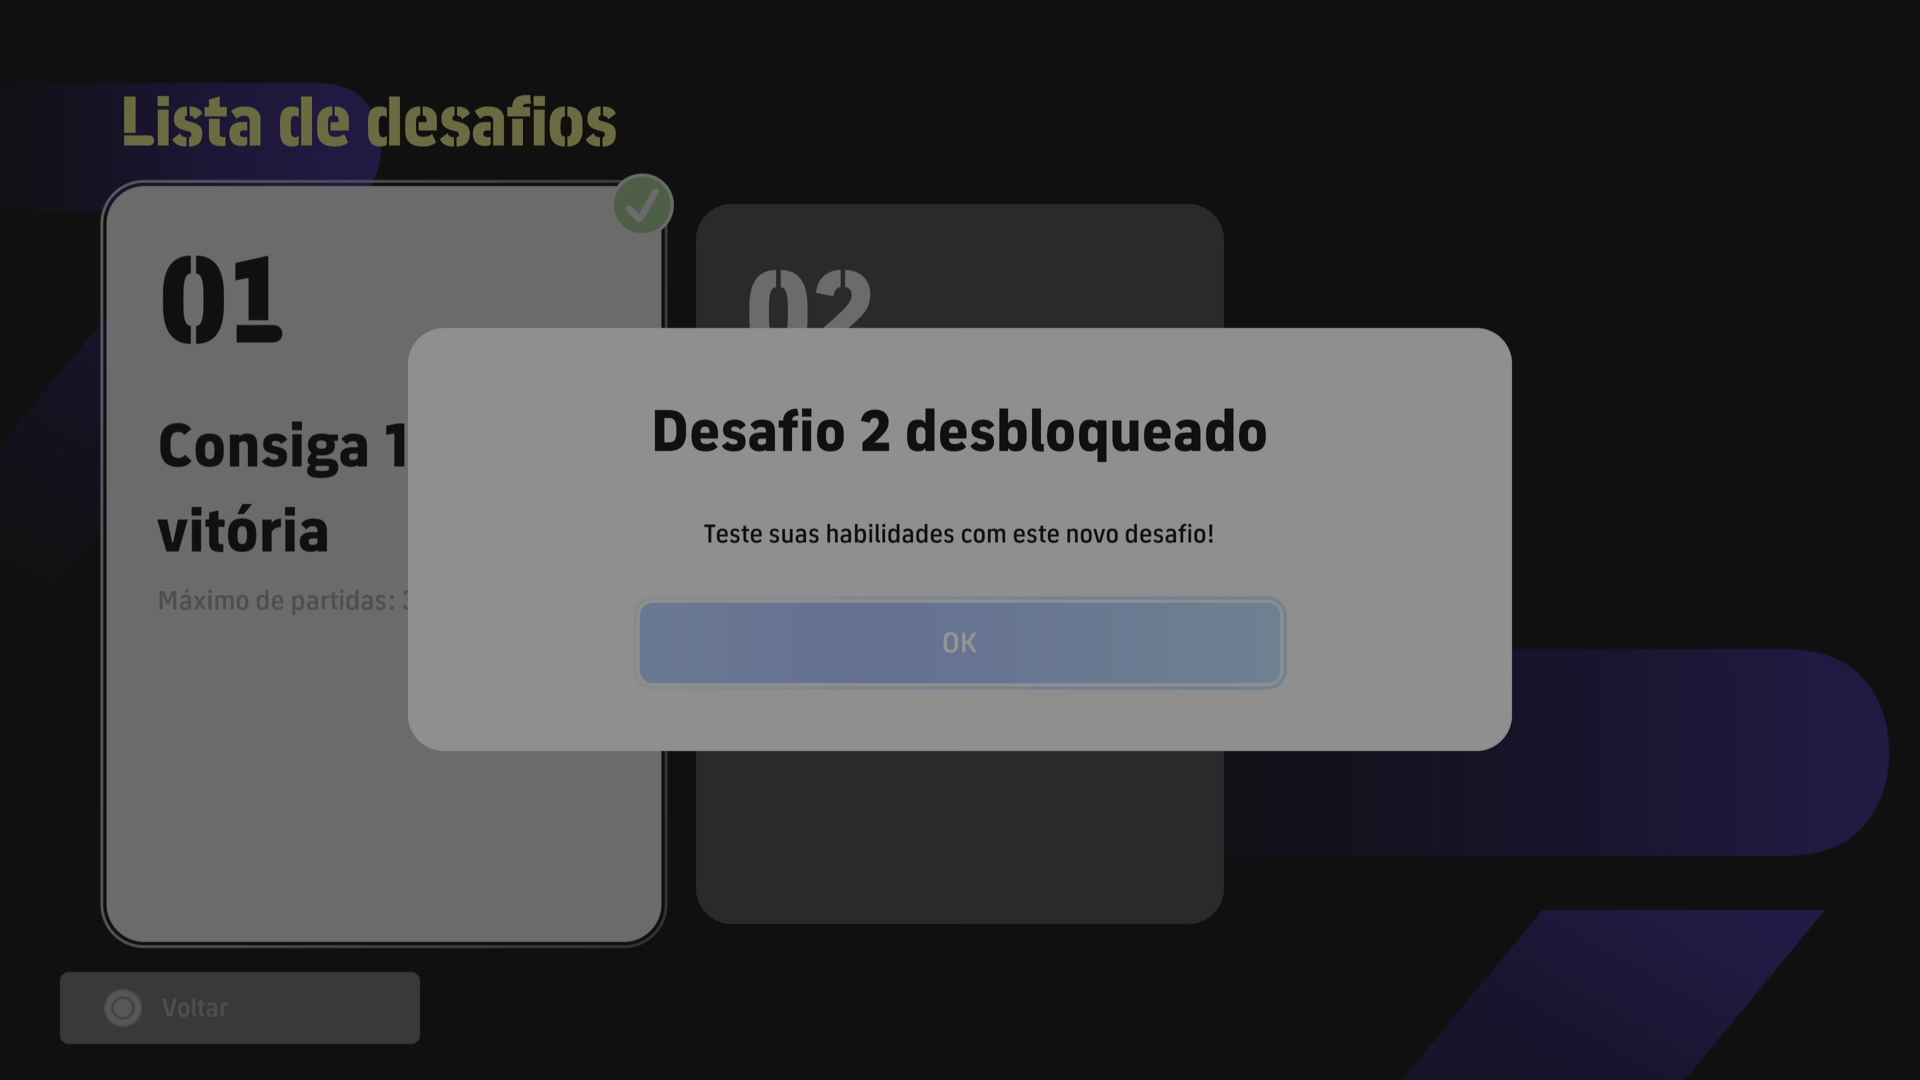 Lista de desafios
01
02
Consiga 1
vitória
Máximo de partidas:
Desafio 2 desbloqueado
Teste suas habilidades com este novo desafio!
OK
Voltar